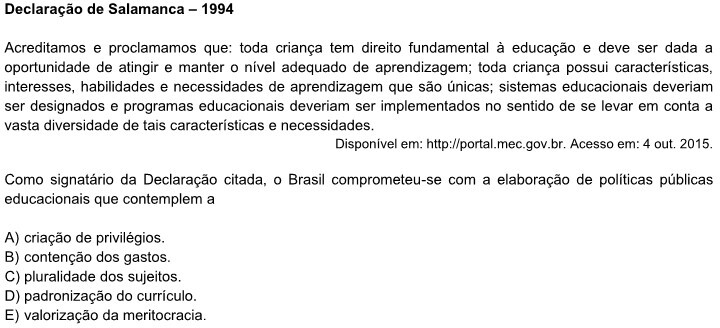 Declaração de Salamanca – 1994
Acreditamos e proclamamos que: toda criança tem direito fundamental à educação e deve ser dada a
oportunidade de atingir e manter o nível adequado de aprendizagem; toda criança possui características,
interesses, habilidades e necessidades de aprendizagem que são únicas; sistemas educacionais deveriam
ser designados e programas educacionais deveriam ser implementados no sentido de se levar em conta a
vasta diversidade de tais características e necessidades.
Disponível em: http://portal.mec.gov.br. Acesso em: 4 out. 2015.
Como signatário da Declaração citada, o Brasil comprometeu-se com a elaboração de políticas públicas
educacionais que contemplem a
A) criação de privilégios.
B) contenção dos gastos.
C) pluralidade dos sujeitos.
D) padronização do currículo.
E) valorização da meritocracia.